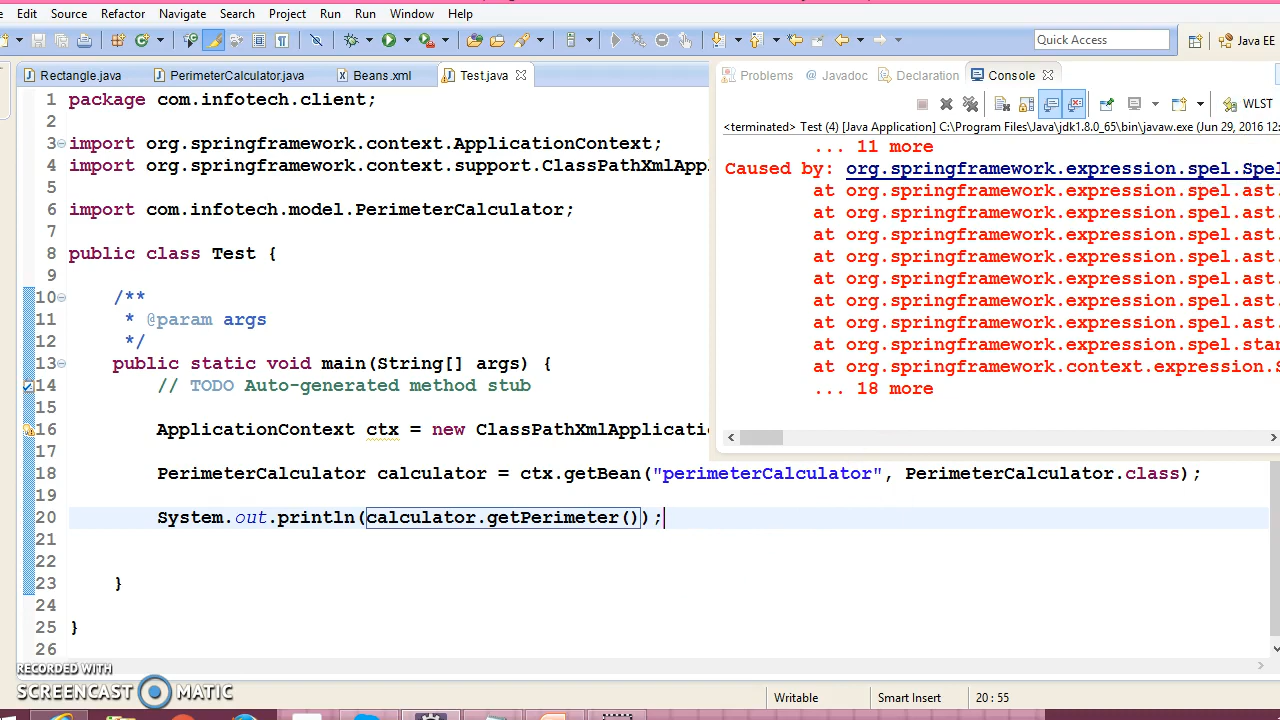 Edit Source Refactor Navigate Search Project Run Run Window Help
Quick Access
Java EE
Rectangle.java PerimeterCalculator.java Beans.xml Test.java
1 package com.infotech.client;
2
3 import org.springframework.context.ApplicationContext;
4 import org.springframework.context.support.ClassPathXmlAppl
5
6 import com.infotech.model.PerimeterCalculator;
7
8 public class Test {
9
10 /**
11 * @param args
12 */
13 public static void main(String[] args) {
14 // TODO Auto-generated method stub
15
16 ApplicationContext ctx = new ClassPathXmlApplicatio
17
18 PerimeterCalculator calculator = ctx.getBean("perimeterCalculator", PerimeterCalculator.class);
19
20 System.out.println(calculator.getPerimeter());
21
22
23 }
24
25 }
26
Problems @ Javadoc Declaration Console
WLST
<terminated> Test (4) [Java Application] C:\Program Files\Java\jdk1.8.0_65\bin\javaw.exe (Jun 29, 2016 12
... 11 more
Caused by: org.springframework.expression.spel.Spel
at org.springframework.expression.spel.ast.
at org.springframework.expression.spel.ast.
at org.springframework.expression.spel.ast.
at org.springframework.expression.spel.ast.
at org.springframework.expression.spel.ast.
at org.springframework.expression.spel.ast.
at org.springframework.expression.spel.ast.
at org.springframework.expression.spel.stan
at org.springframework.context.expression.S
... 18 more
RECORDED WITH
SCREENCAST MATIC
Writable Smart Insert 20 : 55